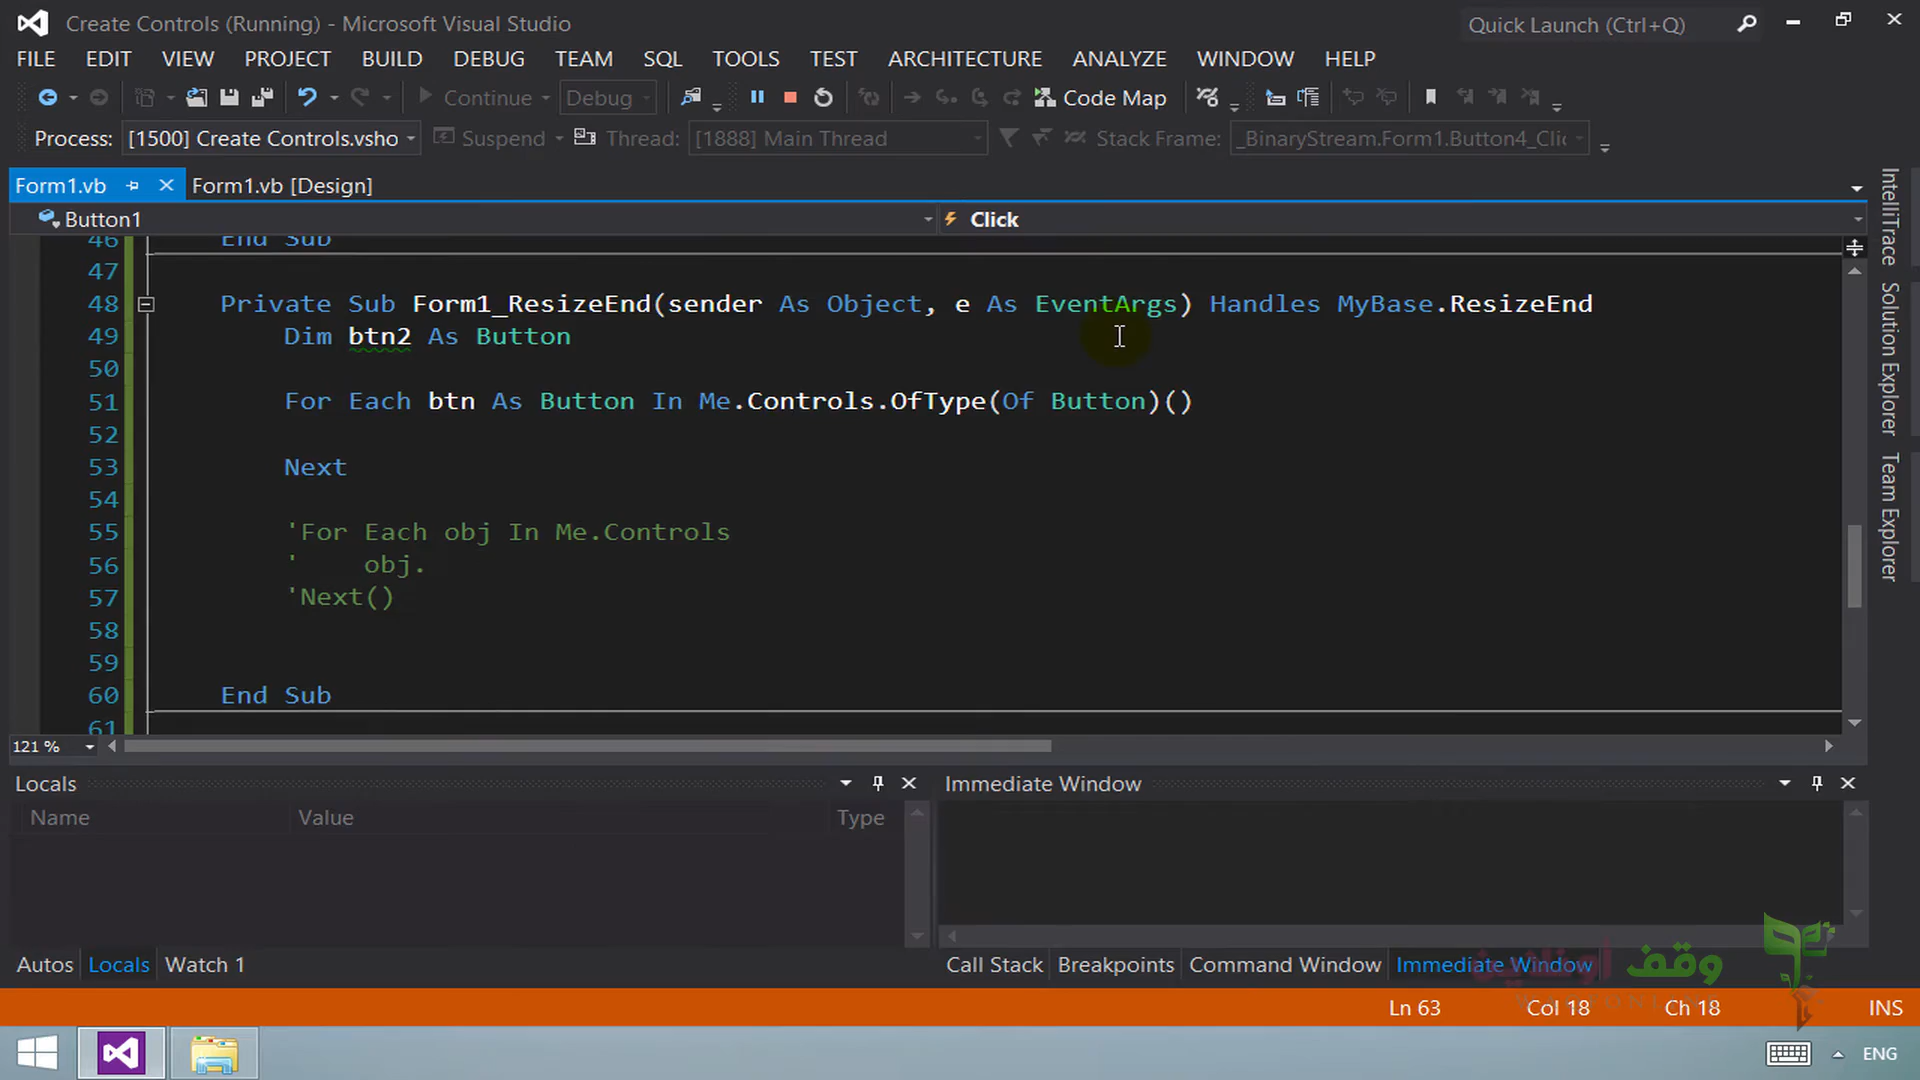 Create Controls (Running) - Microsoft Visual Studio
Quick Launch (Ctrl+Q)
FILE EDIT VIEW PROJECT BUILD DEBUG TEAM SQL TOOLS TEST ARCHITECTURE ANALYZE WINDOW HELP
Continue Debug Code Map
Process: [1500] Create Controls.vsho Suspend Thread: [1888] Main Thread Stack Frame: _BinaryStream.Form1.Button4_Clic
Form1.vb Form1.vb [Design]
Button1 Click
46 End Sub
47
48 Private Sub Form1_ResizeEnd(sender As Object, e As EventArgs) Handles MyBase.ResizeEnd
49 Dim btn2 As Button
50
51 For Each btn As Button In Me.Controls.OfType(Of Button)()
52
53 Next
54
55 'For Each obj In Me.Controls
56 ' obj.
57 'Next()
58
59
60 End Sub
61
121 %
IntelliTrace
Solution Explorer
Team Explorer
Locals
Name Value Type
Immediate Window
Autos Locals Watch 1
Call Stack Breakpoints Command Window Immediate Window
وقف أونلاين
Ln 63 Col 18 Ch 18 INS
ENG